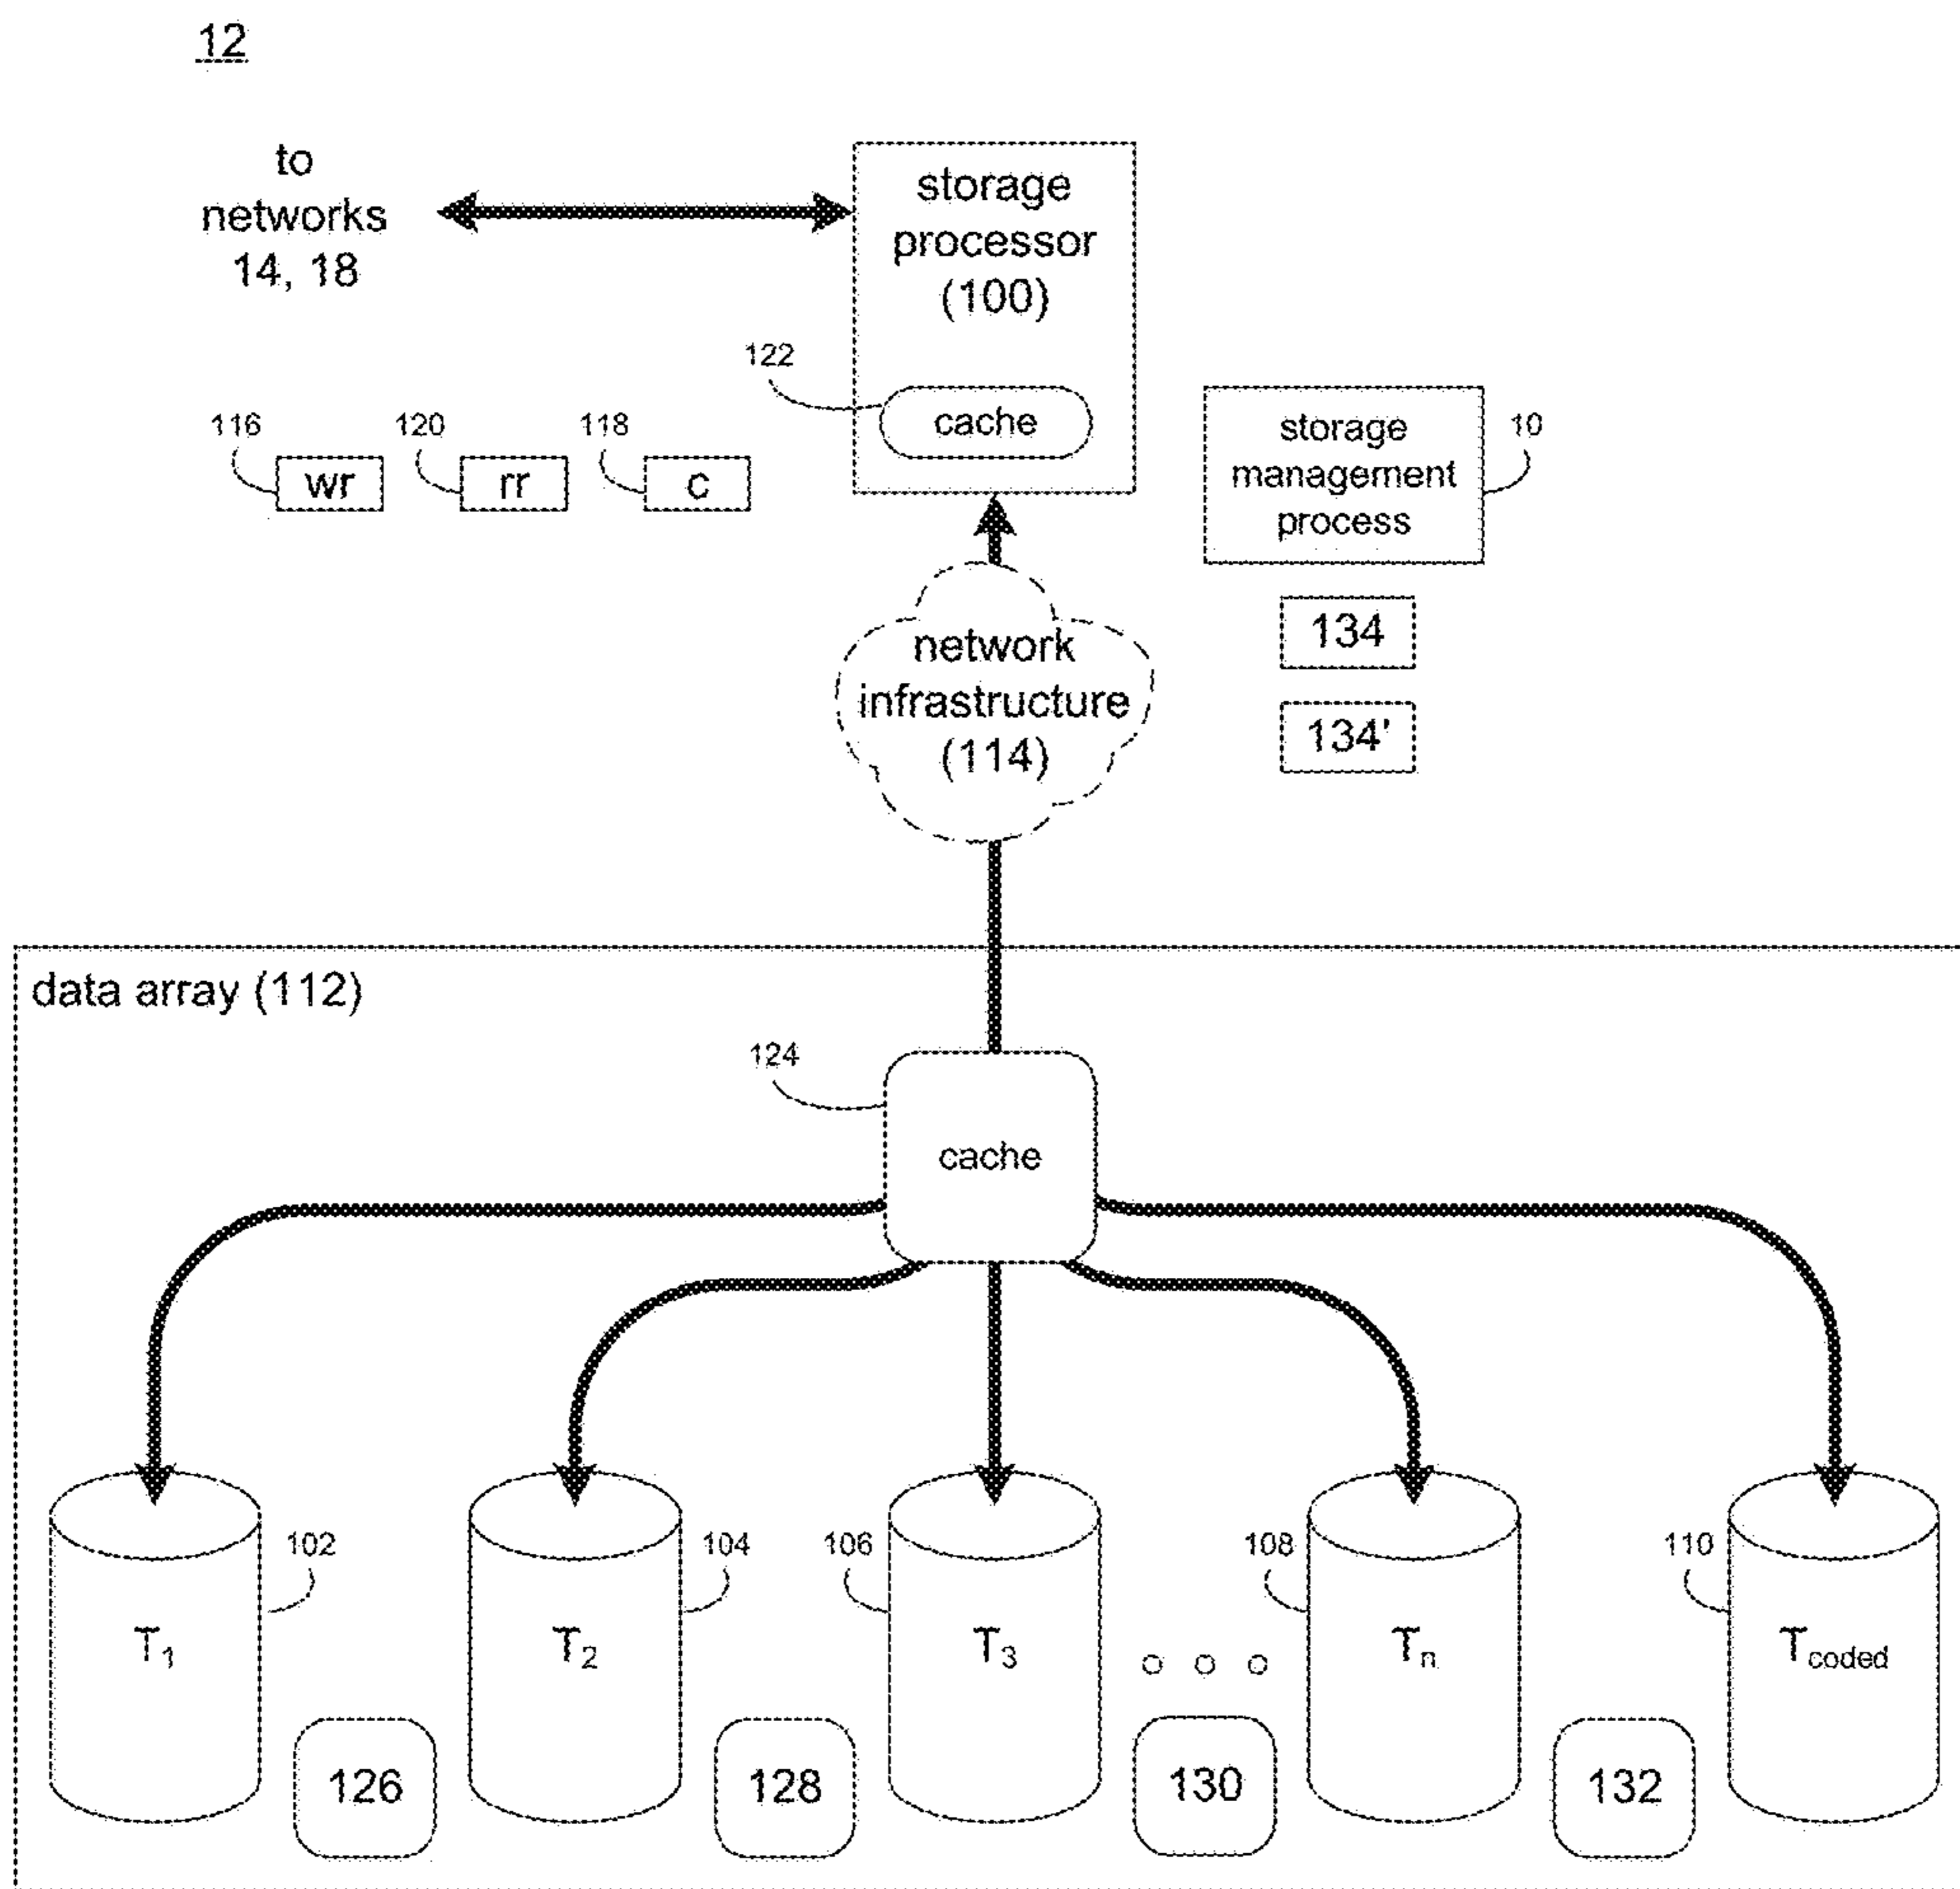 12
to
networks
14, 18
storage
processor
(100)
122
cache
116
120
118
wr
rr
c
storage
management
process
10
134
134'
network
infrastructure
(114)
data array (112)
124
cache
102
104
106
108
110
T1
T2
T3
Tn
Tcoded
126
128
130
132